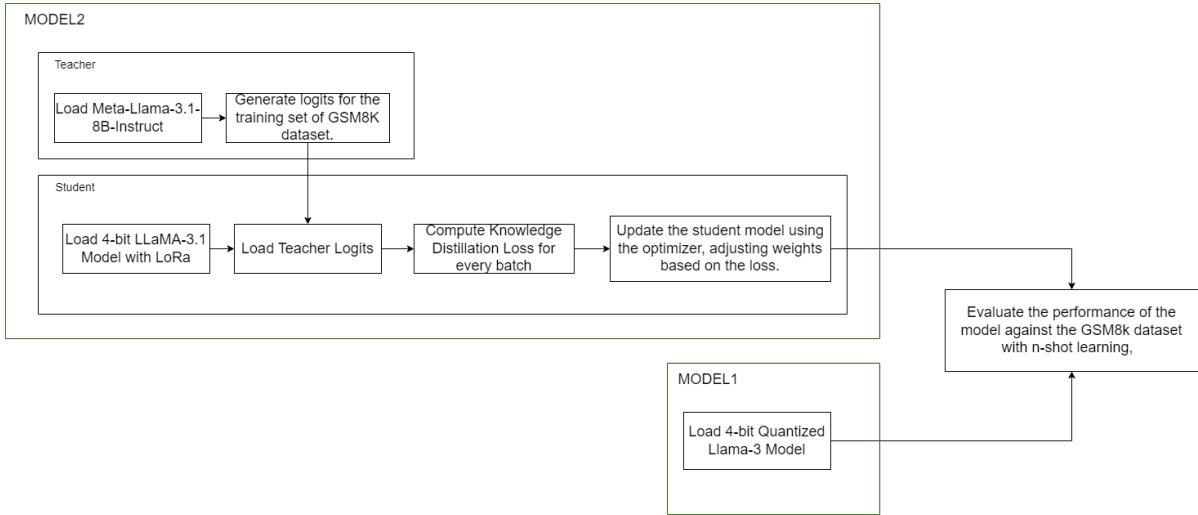 MODEL2
Teacher
Load Meta-Llama-3.1-
8B-Instruct
Generate logits for the
training set of GSM8K
dataset.
Student
Load 4-bit LLaMA-3.1
Model with LoRa
Load Teacher Logits
Compute Knowledge
Distillation Loss for
every batch
Update the student model using
the optimizer, adjusting weights
based on the loss.
Evaluate the performance of the
model against the GSM8k dataset
with n-shot learning,
MODEL1
Load 4-bit Quantized
Llama-3 Model